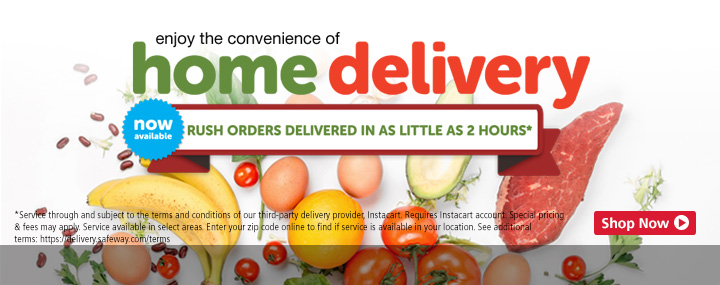 enjoy the convenience of
home delivery
now
available
RUSH ORDERS DELIVERED IN AS LITTLE AS 2 HOURS*
*Service through and subject to the terms and conditions of our third-party delivery provider, Instacart. Requires Instacart account. Special pricing
& fees may apply. Service available in select areas. Enter your zip code online to find if service is available in your location. See additional
terms: https://delivery.safeway.com/terms
Shop Now